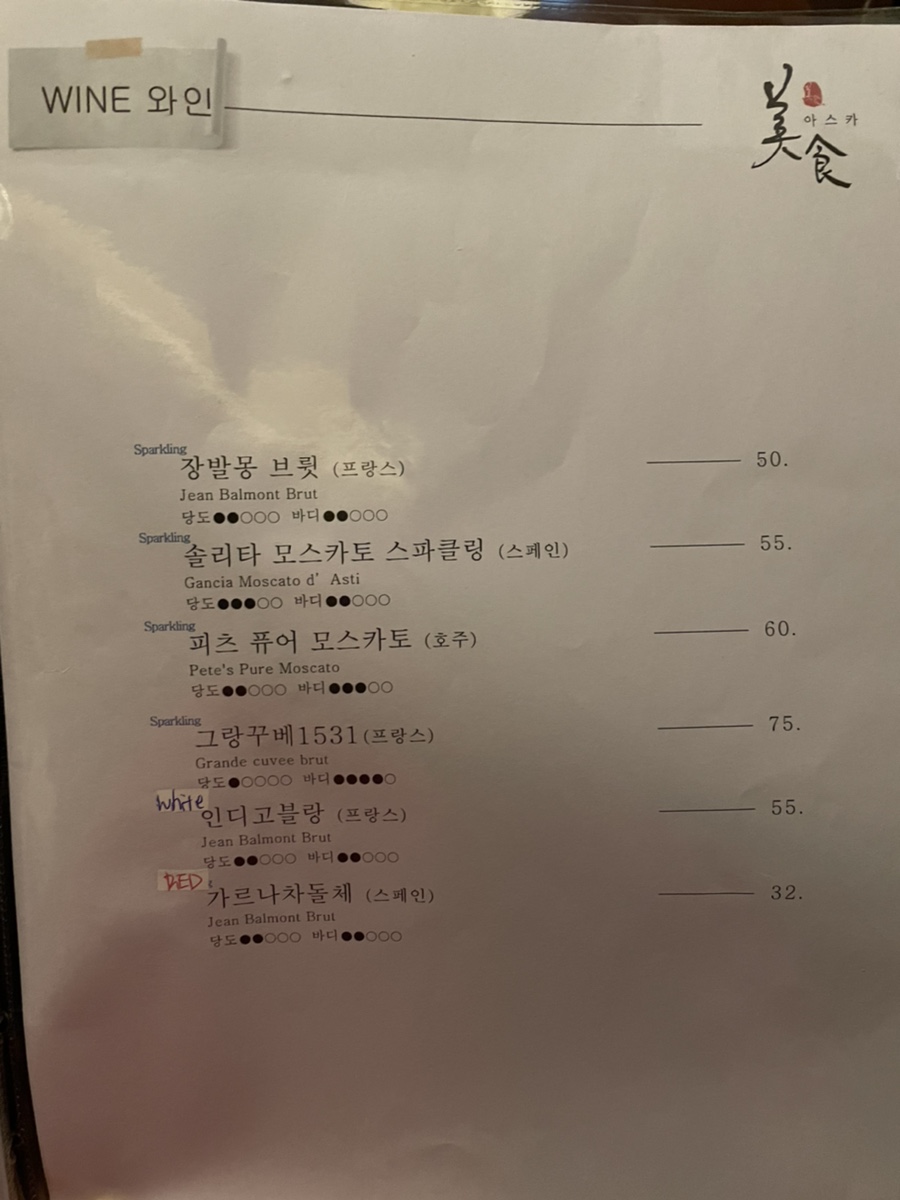 WINE 와인
美食
아스카
Sparkling
장발몽 브륏 (프랑스) 50.
Jean Balmont Brut
당도●●○○○ 바디●●○○○
Sparkling
솔리타 모스카토 스파클링 (스페인) 55.
Gancia Moscato d' Asti
당도●●●○○ 바디●●○○○
Sparkling
피츠 퓨어 모스카토 (호주) 60.
Pete's Pure Moscato
당도●●○○○ 바디●●●○○
Sparkling
그랑꾸베1531(프랑스) 75.
Grande cuvee brut
당도●○○○○ 바디●●●●○
White
인디고블랑 (프랑스) 55.
Jean Balmont Brut
당도●●○○○ 바디●●○○○
RED
가르나차돌체 (스페인) 32.
Jean Balmont Brut
당도●●○○○ 바디●●○○○